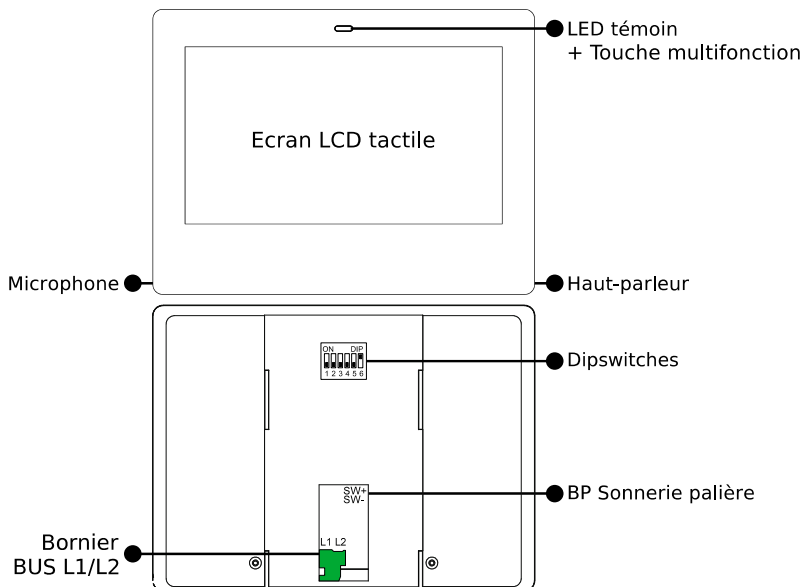 LED témoin
+ Touche multifonction
Ecran LCD tactile
Microphone
Haut-parleur
ON DIP
1 2 3 4 5 6
Dipswitches
SW+
SW-
BP Sonnerie palière
L1 L2
Bornier
BUS L1/L2